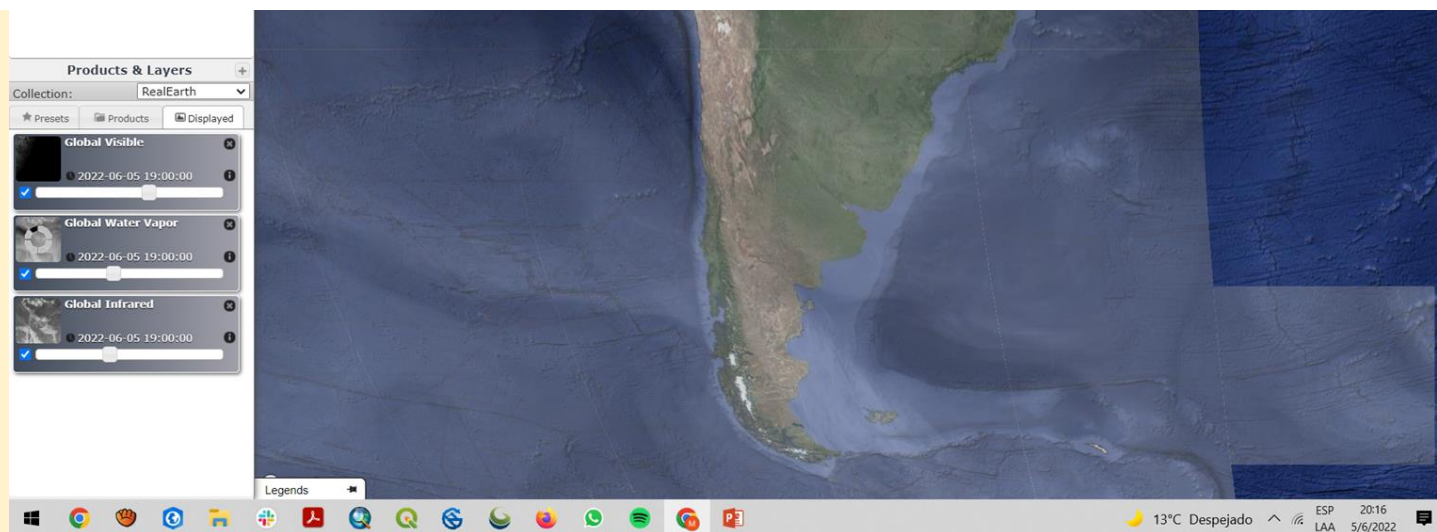 Products & Layers +
Collection: RealEarth
Presets Products Displayed
Global Visible
2022-06-05 19:00:00
Global Water Vapor
2022-06-05 19:00:00
Global Infrared
2022-06-05 19:00:00
Legends
13°C Despejado
ESP
LAA
20:16
5/6/2022